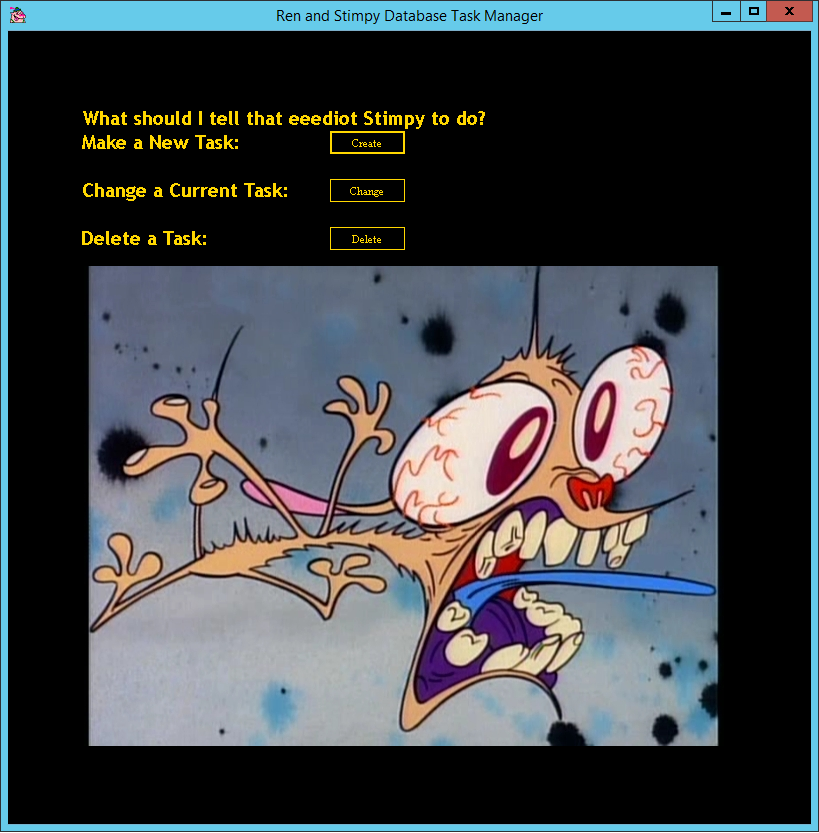 Ren and Stimpy Database Task Manager
What should I tell that eeediot Stimpy to do?
Make a New Task: Create
Change a Current Task: Change
Delete a Task: Delete